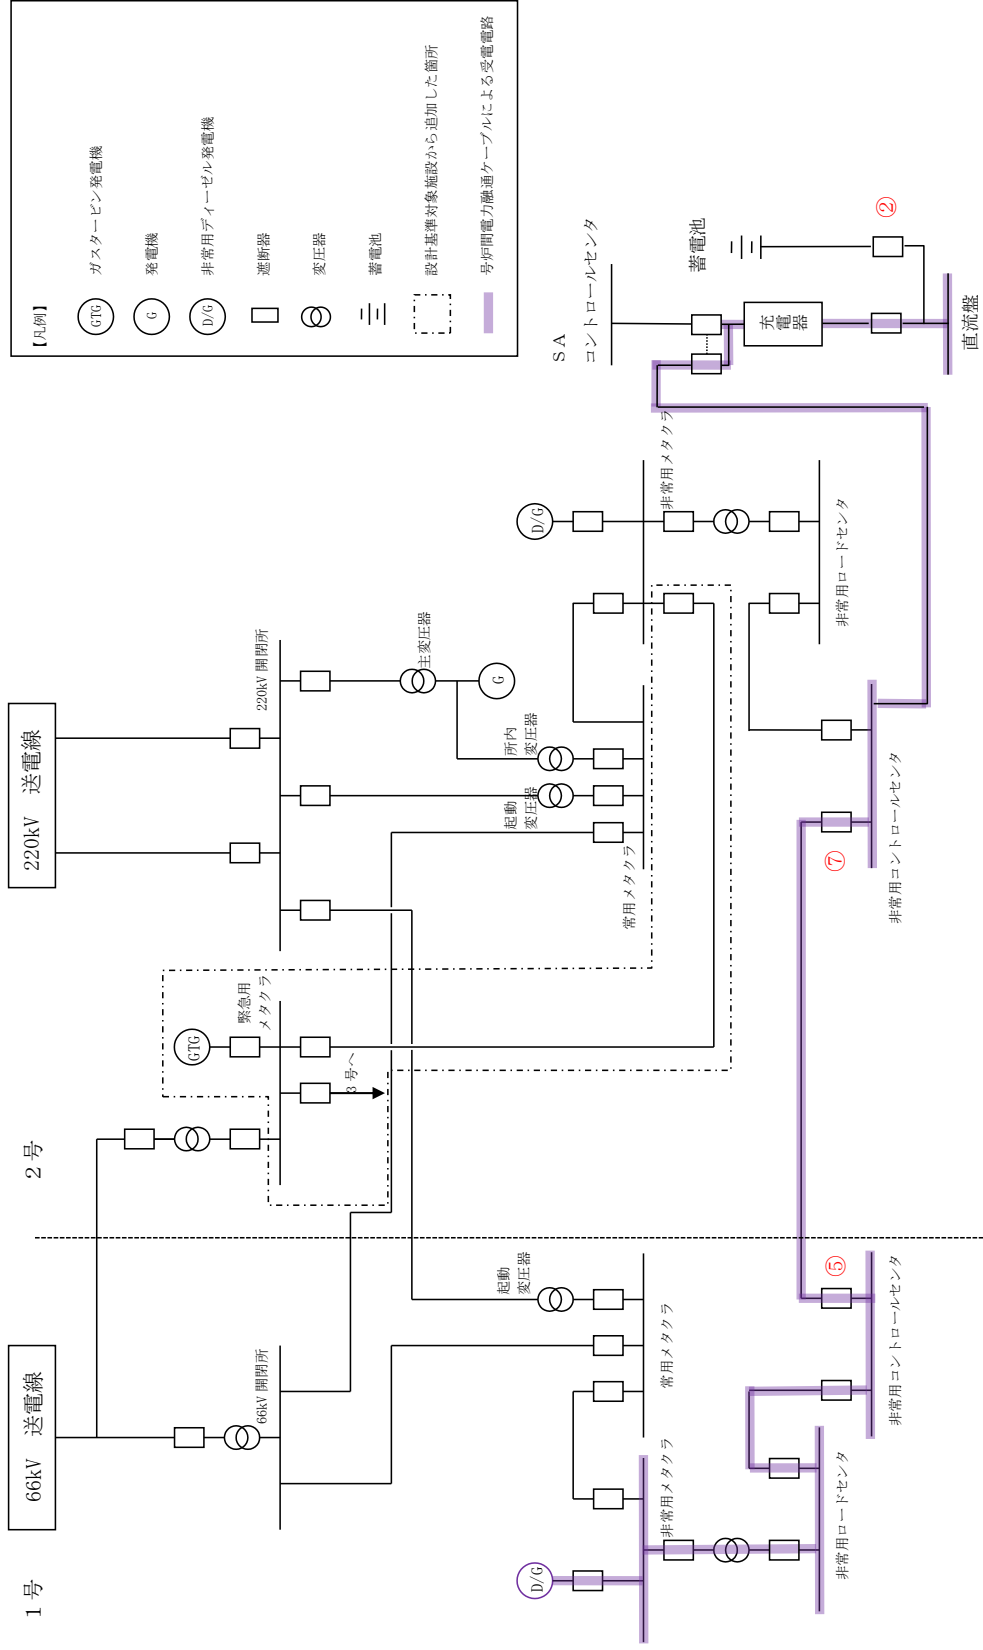 1号
66kV 送電線
66kV 開閉所
起動
変圧器
常用メタクラ
D/G
非常用メタクラ
非常用ロードセンタ
⑤
非常用コントロールセンタ
2号
220kV 送電線
220kV 開閉所
GTG
緊急用
メタクラ
3号へ
主変圧器
G
所内
変圧器
起動
変圧器
常用メタクラ
D/G
非常用メタクラ
非常用ロードセンタ
⑦
非常用コントロールセンタ
SA
コントロールセンタ
蓄電池
②
充
電
器
直流盤
【凡例】
GTG
ガスタービン発電機
G
発電機
D/G
非常用ディーゼル発電機
遮断器
変圧器
蓄電池
設計基準対象施設から追加した箇所
号炉間電力融通ケーブルによる受電電路